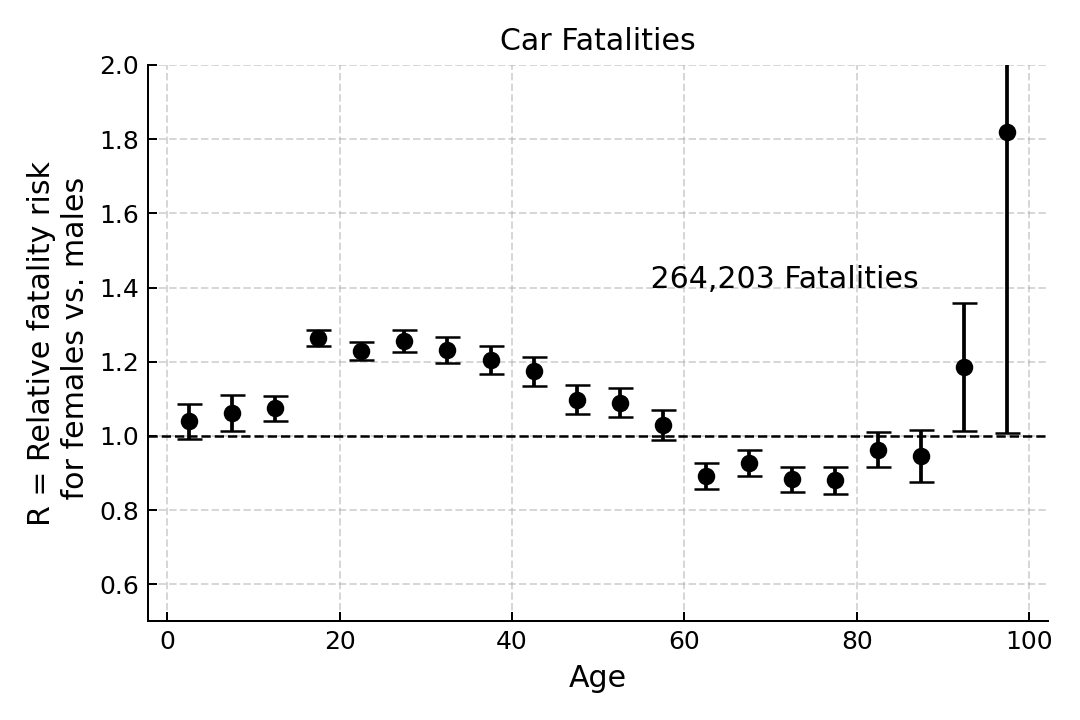 Car Fatalities
R = Relative fatality risk
for females vs. males
2.0
1.8
1.6
1.4
1.2
1.0
0.8
0.6
264,203 Fatalities
0 20 40 60 80 100
Age